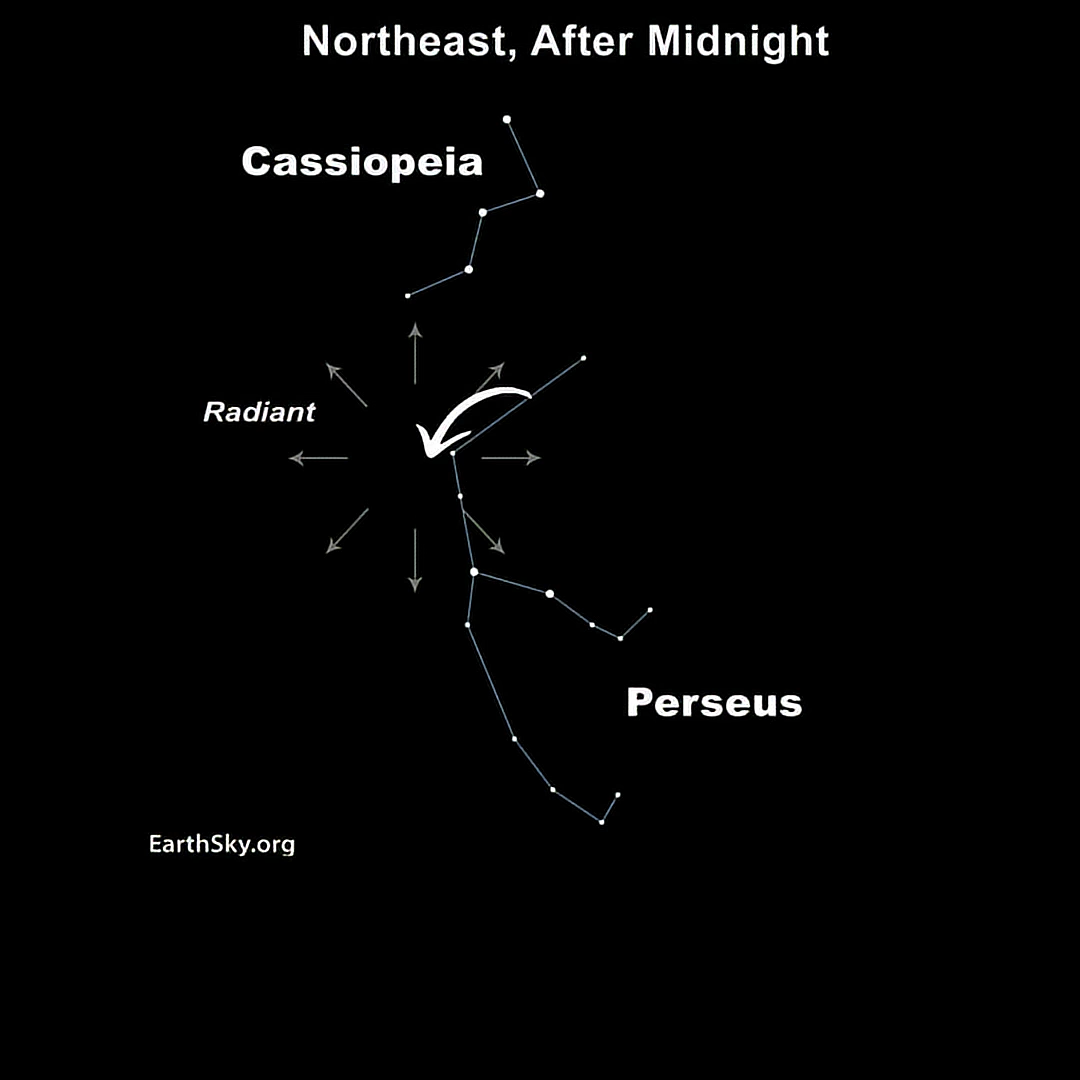 Northeast, After Midnight
Cassiopeia
Radiant
Perseus
EarthSky.org